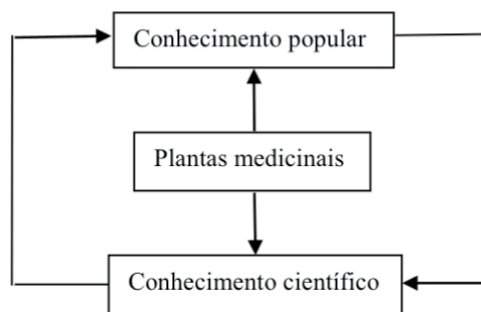 Conhecimento popular
Plantas medicinais
Conhecimento científico